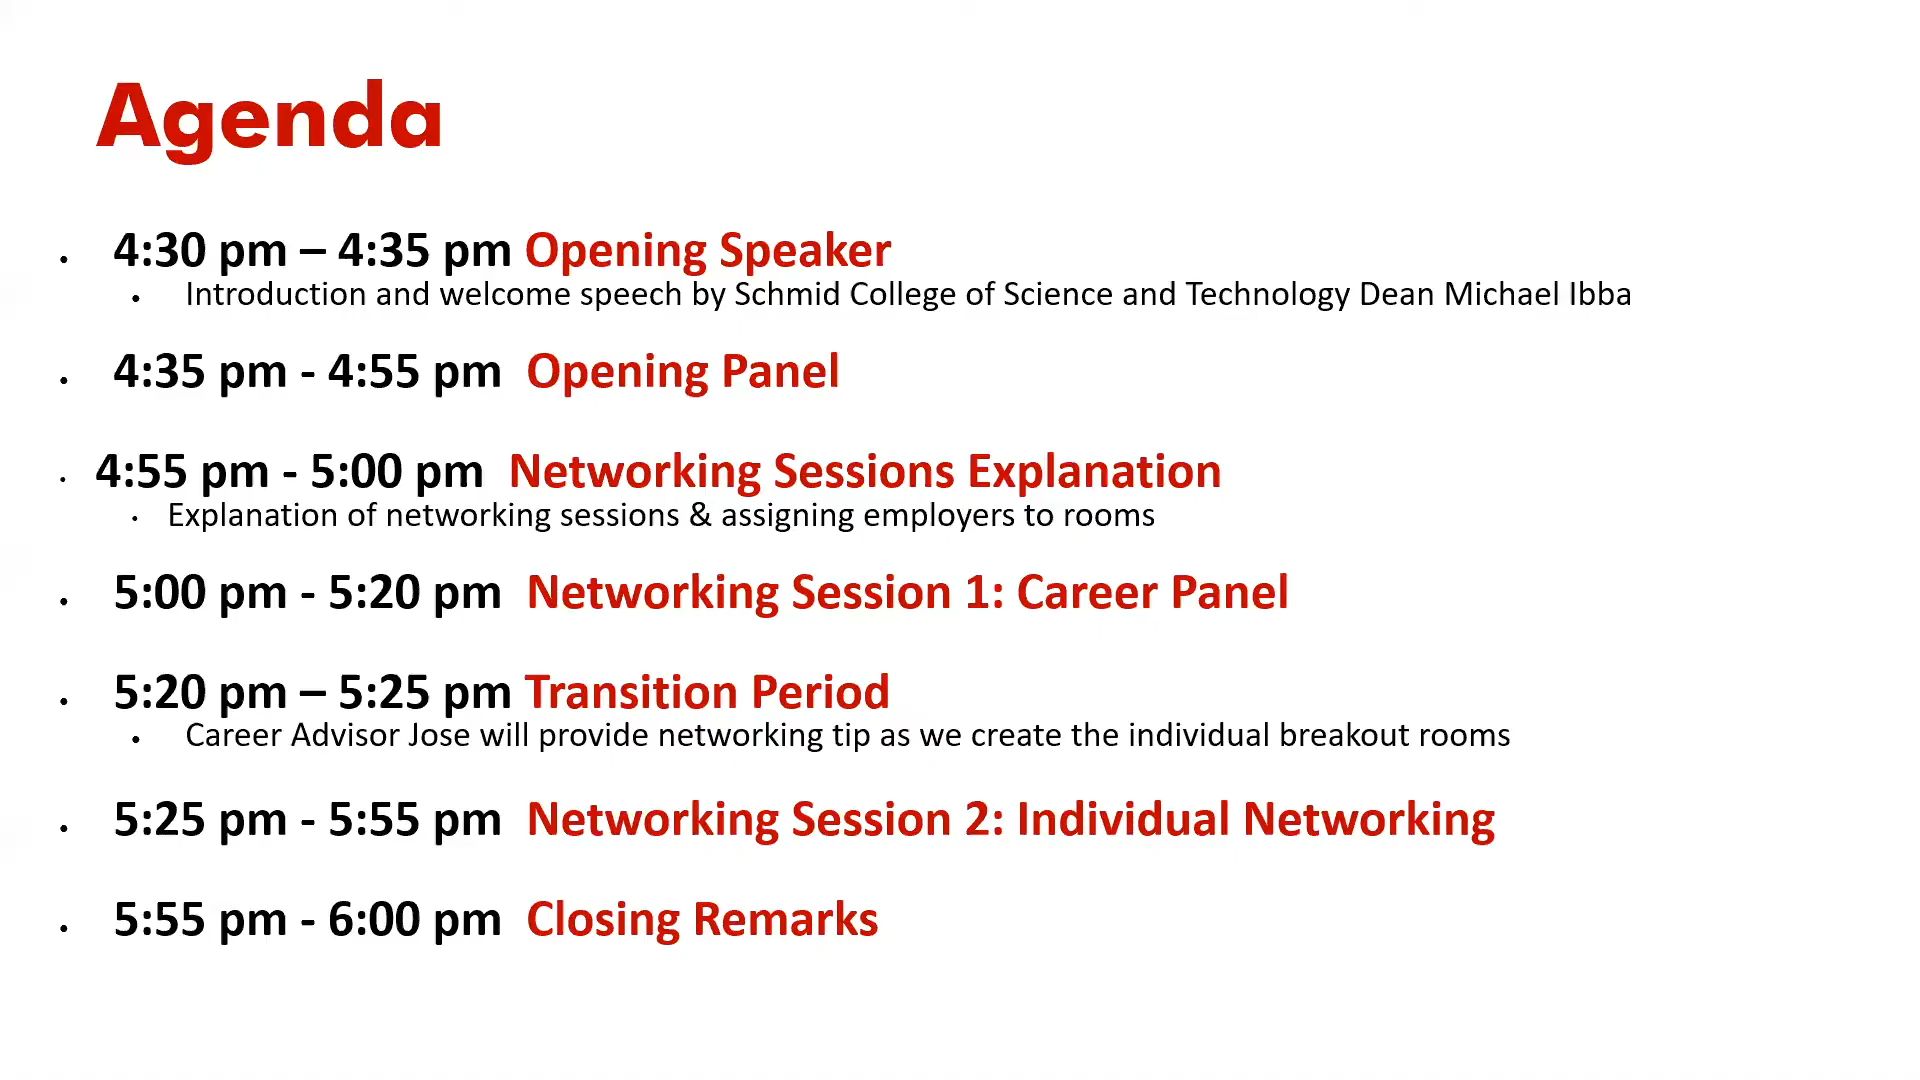 Agenda
• 4:30 pm – 4:35 pm Opening Speaker
• Introduction and welcome speech by Schmid College of Science and Technology Dean Michael Ibba
• 4:35 pm - 4:55 pm Opening Panel
• 4:55 pm - 5:00 pm Networking Sessions Explanation
• Explanation of networking sessions & assigning employers to rooms
• 5:00 pm - 5:20 pm Networking Session 1: Career Panel
• 5:20 pm – 5:25 pm Transition Period
• Career Advisor Jose will provide networking tip as we create the individual breakout rooms
• 5:25 pm - 5:55 pm Networking Session 2: Individual Networking
• 5:55 pm - 6:00 pm Closing Remarks